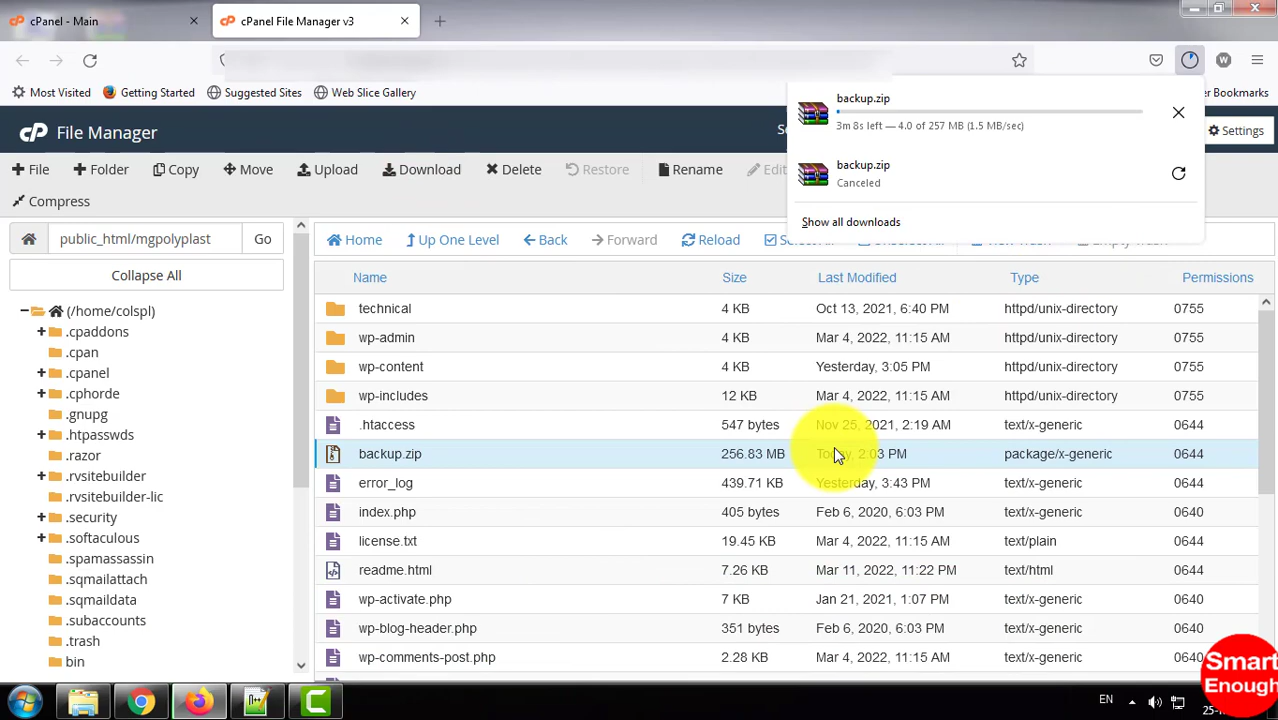 cPanel - Main
cPanel File Manager v3
Most Visited
Getting Started
Suggested Sites
Web Slice Gallery
er Bookmarks
backup.zip
3m 8s left — 4.0 of 257 MB (1.5 MB/sec)
backup.zip
Canceled
Show all downloads
cP File Manager
Se
Settings
+ File
+ Folder
Copy
+ Move
Upload
Download
Delete
Restore
Rename
Edit
Compress
public_html/mgpolyplast
Go
Home
Up One Level
Back
Forward
Reload
Collapse All
(/home/colspl)
.cpaddons
.cpan
.cpanel
.cphorde
.gnupg
.htpasswds
.razor
.rvsitebuilder
.rvsitebuilder-lic
.security
.softaculous
.spamassassin
.sqmailattach
.sqmaildata
.subaccounts
.trash
bin
Name Size Last Modified Type Permissions
technical 4 KB Oct 13, 2021, 6:40 PM httpd/unix-directory 0755
wp-admin 4 KB Mar 4, 2022, 11:15 AM httpd/unix-directory 0755
wp-content 4 KB Yesterday, 3:05 PM httpd/unix-directory 0755
wp-includes 12 KB Mar 4, 2022, 11:15 AM httpd/unix-directory 0755
.htaccess 547 bytes Nov 25, 2021, 2:19 AM text/x-generic 0644
backup.zip 256.83 MB Today, 2:03 PM package/x-generic 0644
error_log 439.71 KB Yesterday, 3:43 PM text/x-generic 0644
index.php 405 bytes Feb 6, 2020, 6:03 PM text/x-generic 0640
license.txt 19.45 KB Mar 4, 2022, 11:15 AM text/plain 0644
readme.html 7.26 KB Mar 11, 2022, 11:22 PM text/html 0644
wp-activate.php 7 KB Jan 21, 2021, 1:07 PM text/x-generic 0640
wp-blog-header.php 351 bytes Feb 6, 2020, 6:03 PM text/x-generic 0640
wp-comments-post.php 2.28 KB Mar 4, 2022, 11:15 AM text/x-generic 0640
Smart
Enough
EN